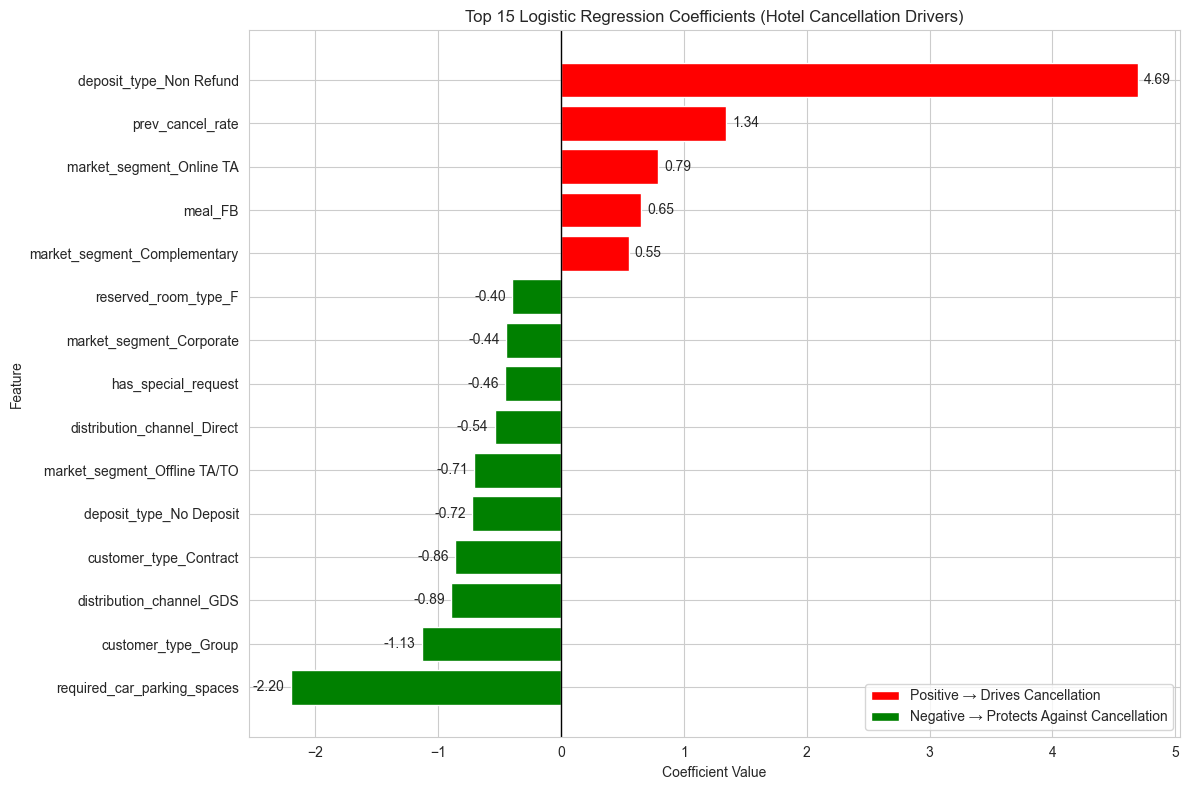 Top 15 Logistic Regression Coefficients (Hotel Cancellation Drivers)
deposit_type_Non Refund 4.69
prev_cancel_rate 1.34
market_segment_Online TA 0.79
meal_FB 0.65
market_segment_Complementary 0.55
reserved_room_type_F -0.40
market_segment_Corporate -0.44
has_special_request -0.46
distribution_channel_Direct -0.54
market_segment_Offline TA/TO -0.71
deposit_type_No Deposit -0.72
customer_type_Contract -0.86
distribution_channel_GDS -0.89
customer_type_Group -1.13
required_car_parking_spaces -2.20
Feature
Positive → Drives Cancellation
Negative → Protects Against Cancellation
−2 −1 0 1 2 3 4 5
Coefficient Value